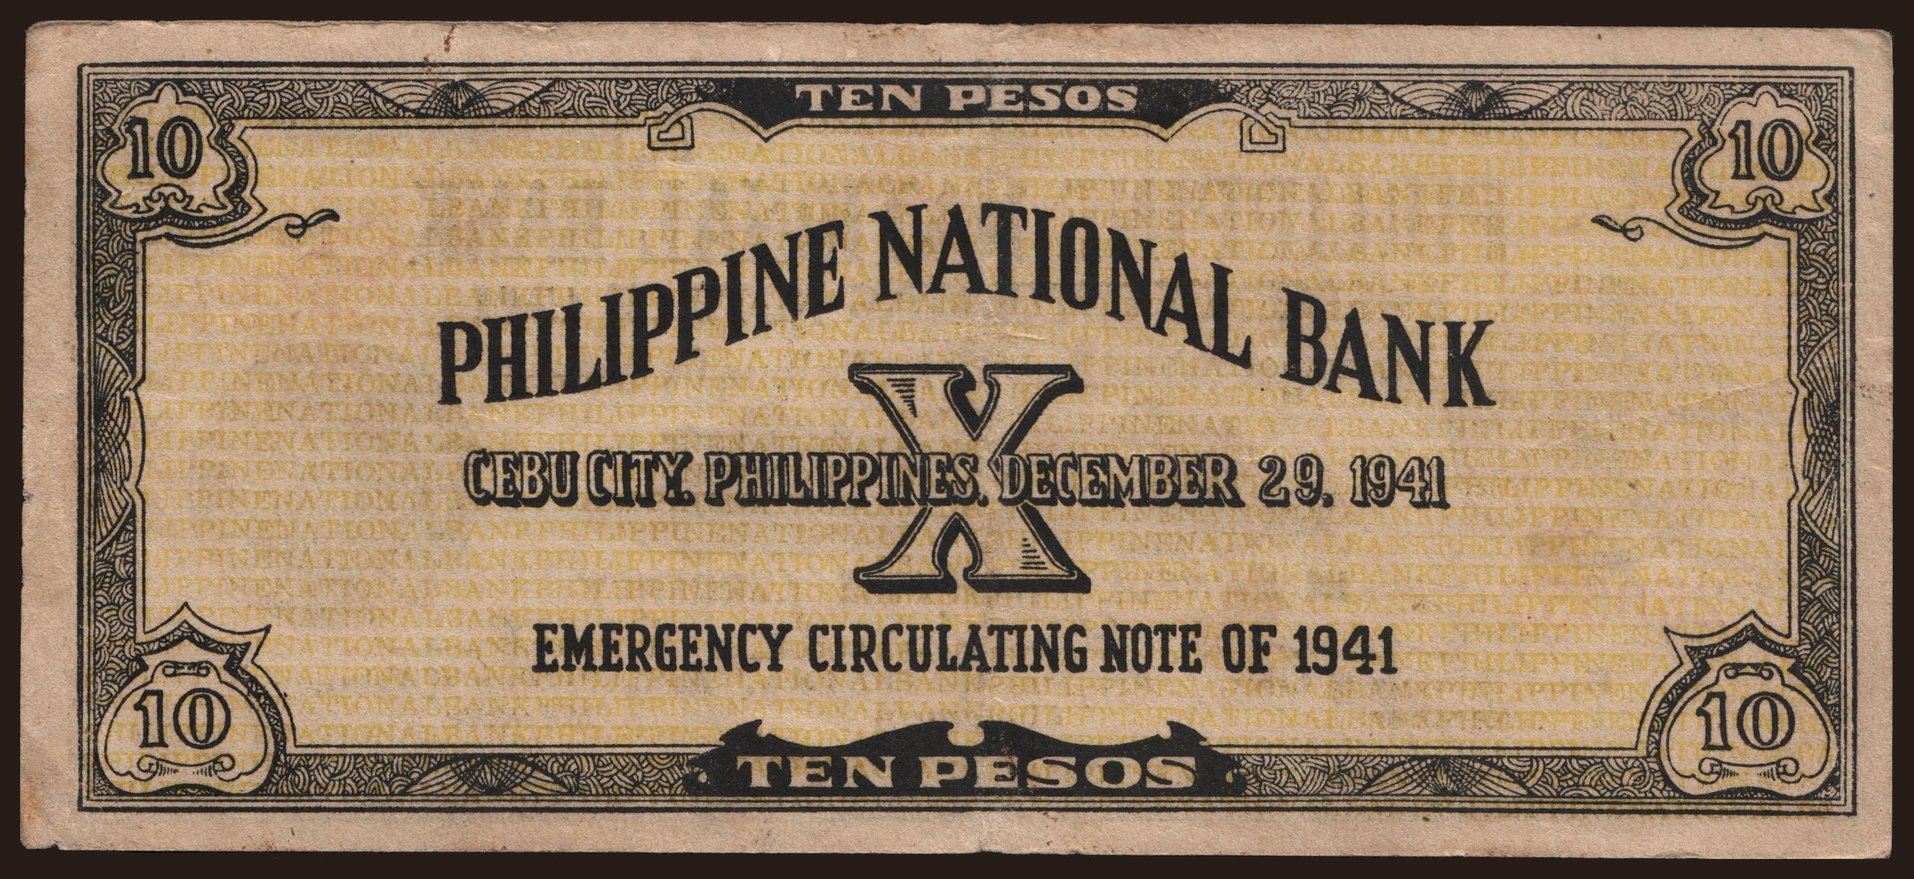 TEN PESOS
10 10
PHILIPPINE NATIONAL BANK
X
CEBU CITY, PHILIPPINES, DECEMBER 29, 1941
EMERGENCY CIRCULATING NOTE OF 1941
10 10
TEN PESOS